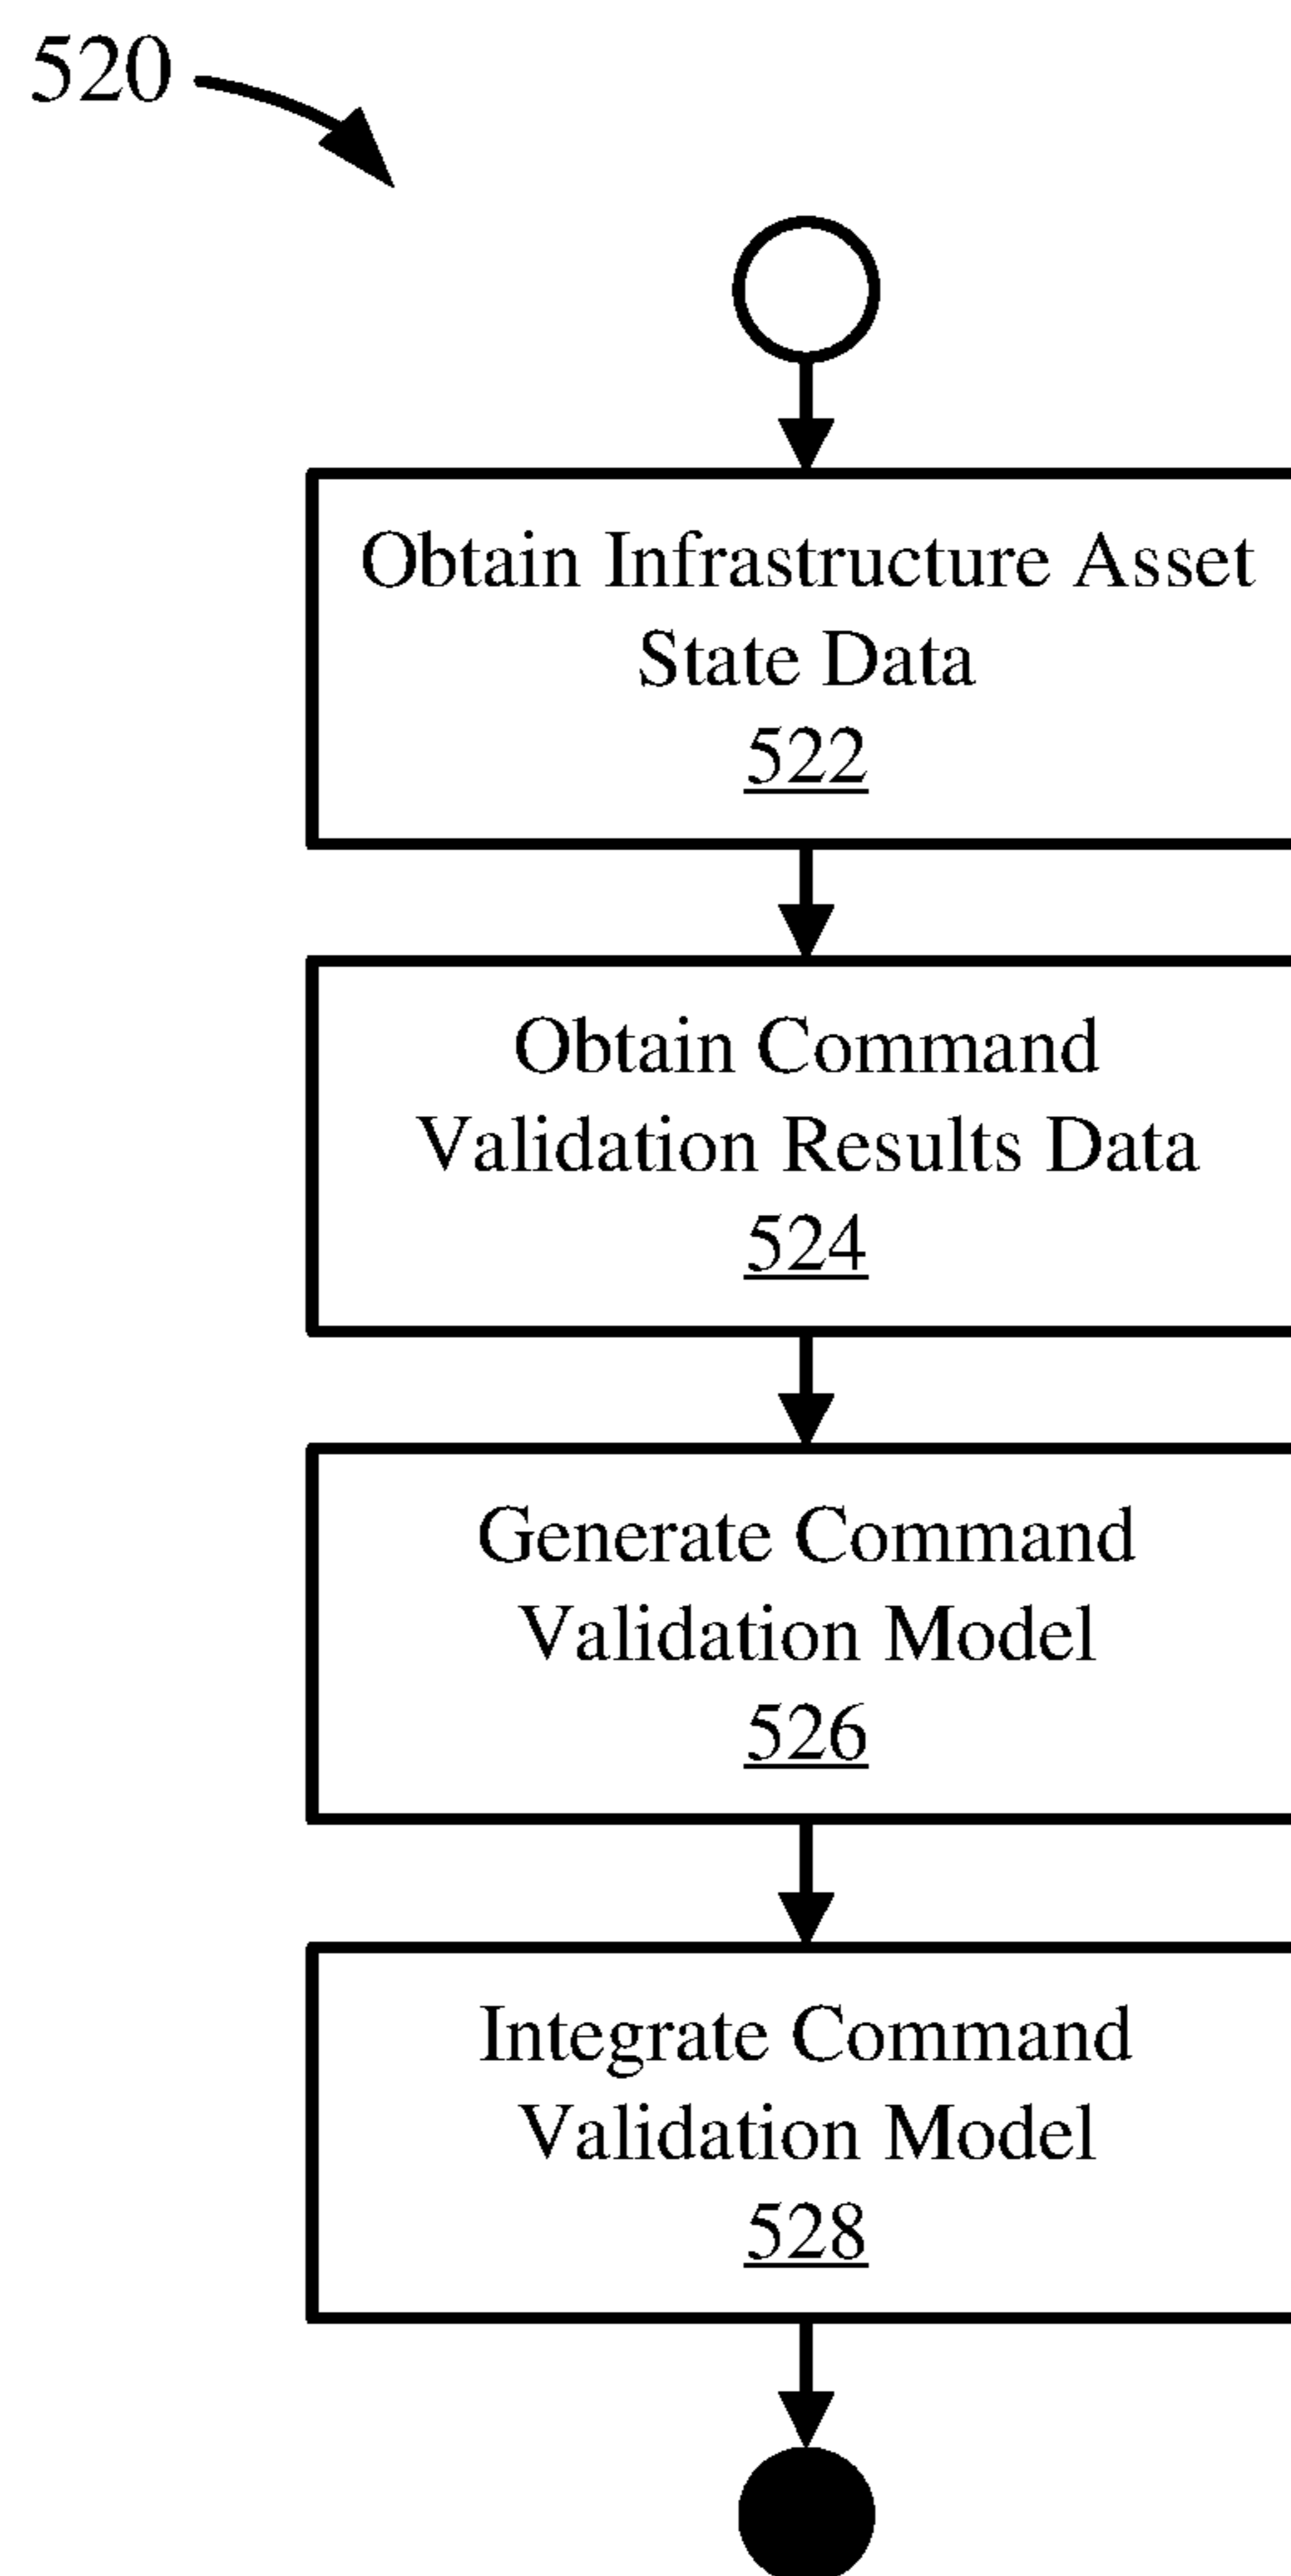 520
Obtain Infrastructure Asset
State Data
522
Obtain Command
Validation Results Data
524
Generate Command
Validation Model
526
Integrate Command
Validation Model
528